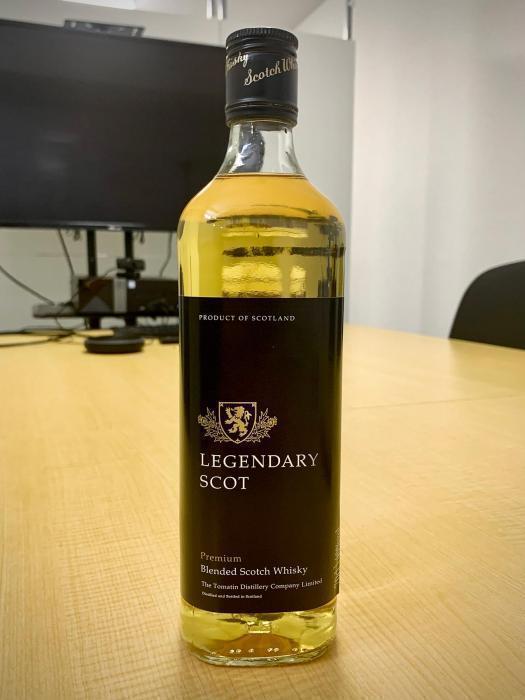 Whisky
Scotch Whi
PRODUCT OF SCOTLAND
LEGENDARY
SCOT
Premium
Blended Scotch Whisky
The Tomatin Distillery Company Limited
Distilled and Bottled in Scotland